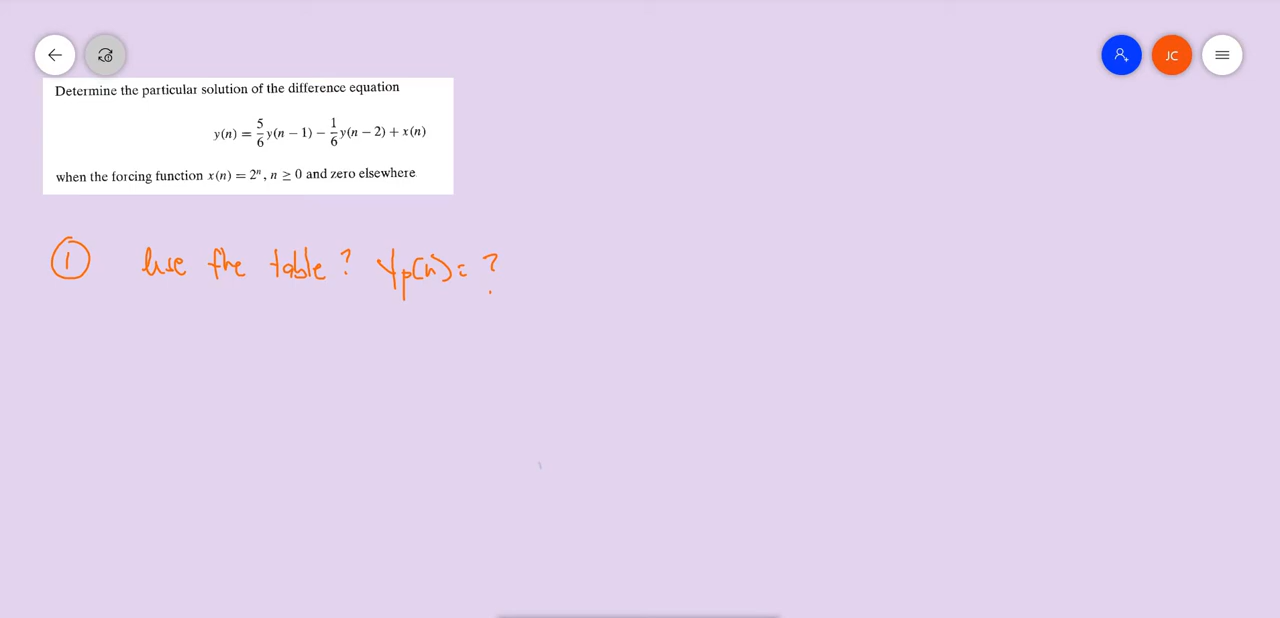 JC
Determine the particular solution of the difference equation
y(n) = 5/6 y(n − 1) − 1/6 y(n − 2) + x(n)
when the forcing function x(n) = 2ⁿ, n ≥ 0 and zero elsewhere
① Use the table? Yp(n) = ?